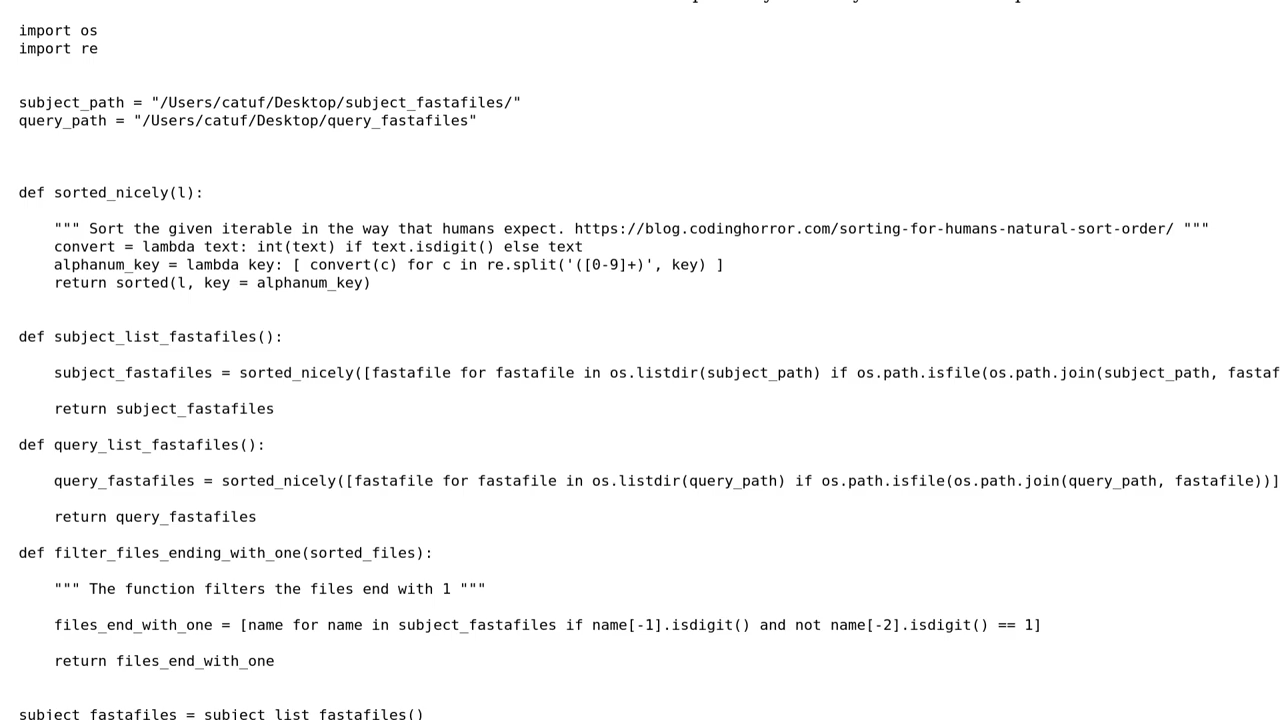 import os
import re
subject_path = "/Users/catuf/Desktop/subject_fastafiles/"
query_path = "/Users/catuf/Desktop/query_fastafiles"
def sorted_nicely(l):
    """ Sort the given iterable in the way that humans expect. https://blog.codinghorror.com/sorting-for-humans-natural-sort-order/ """
    convert = lambda text: int(text) if text.isdigit() else text
    alphanum_key = lambda key: [ convert(c) for c in re.split('([0-9]+)', key) ]
    return sorted(l, key = alphanum_key)
def subject_list_fastafiles():
    subject_fastafiles = sorted_nicely([fastafile for fastafile in os.listdir(subject_path) if os.path.isfile(os.path.join(subject_path, fastaf
    return subject_fastafiles
def query_list_fastafiles():
    query_fastafiles = sorted_nicely([fastafile for fastafile in os.listdir(query_path) if os.path.isfile(os.path.join(query_path, fastafile))]
    return query_fastafiles
def filter_files_ending_with_one(sorted_files):
    """ The function filters the files end with 1 """
    files_end_with_one = [name for name in subject_fastafiles if name[-1].isdigit() and not name[-2].isdigit() == 1]
    return files_end_with_one
subject_fastafiles = subject_list_fastafiles()